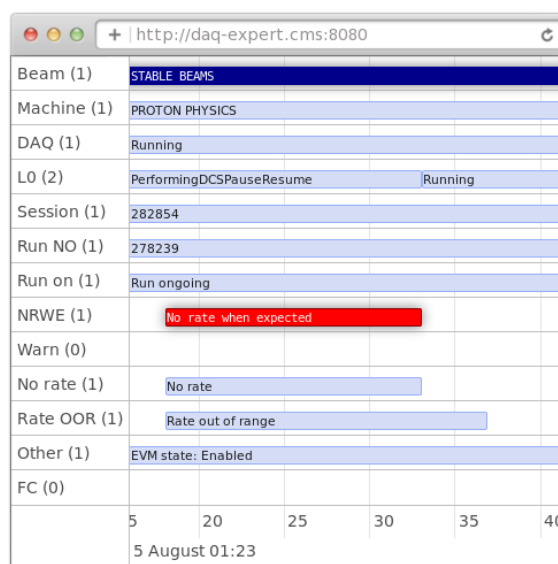 + http://daq-expert.cms:8080
Beam (1) STABLE BEAMS
Machine (1) PROTON PHYSICS
DAQ (1) Running
L0 (2) PerformingDCSPauseResume Running
Session (1) 282854
Run NO (1) 278239
Run on (1) Run ongoing
NRWE (1) No rate when expected
Warn (0)
No rate (1) No rate
Rate OOR (1) Rate out of range
Other (1) EVM state: Enabled
FC (0)
5 20 25 30 35 40
5 August 01:23